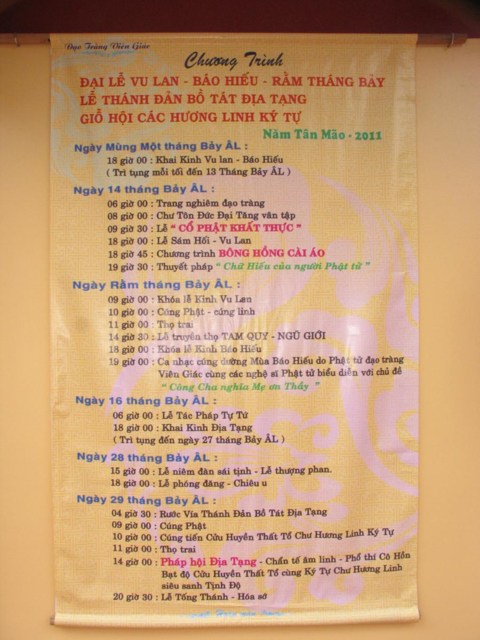 Đạo Tràng Viên Giác
Chương Trình
ĐẠI LỄ VU LAN - BÁO HIẾU - RẰM THÁNG BẢY
LỄ THÁNH ĐẢN BỒ TÁT ĐỊA TẠNG
GIỖ HỘI CÁC HƯƠNG LINH KÝ TỰ
Năm Tân Mão - 2011
Ngày Mùng Một tháng Bảy ÂL :
18 giờ 00 : Khai Kinh Vu lan - Báo Hiếu
( Trì tụng mỗi tối đến 13 Tháng Bảy ÂL )
Ngày 14 tháng Bảy ÂL :
06 giờ 00 : Trang nghiêm đạo tràng
08 giờ 00 : Chư Tôn Đức Đại Tăng vân tập
09 giờ 30 : Lễ " CỔ PHẬT KHẤT THỰC "
18 giờ 00 : Lễ Sám Hối - Vu Lan
18 giờ 45 : Chương trình BÔNG HỒNG CÀI ÁO
19 giờ 30 : Thuyết pháp " Chữ Hiếu của người Phật tử "
Ngày Rằm tháng Bảy ÂL :
09 giờ 00 : Khóa lễ Kinh Vu Lan
10 giờ 00 : Cúng Phật - cúng linh
11 giờ 00 : Thọ trai
14 giờ 30 : Lễ truyền thọ TAM QUY - NGŨ GIỚI
18 giờ 00 : Khóa lễ Kinh Báo Hiếu
19 giờ 00 : Ca nhạc cúng dường Mùa Báo Hiếu do Phật tử đạo tràng
Viên Giác cùng các nghệ sĩ Phật tử biểu diễn với chủ đề
" Công Cha nghĩa Mẹ ơn Thầy "
Ngày 16 tháng Bảy ÂL :
06 giờ 00 : Lễ Tác Pháp Tự Tứ
18 giờ 00 : Khai Kinh Địa Tạng
( Trì tụng đến ngày 27 tháng Bảy ÂL )
Ngày 28 tháng Bảy ÂL :
15 giờ 00 : Lễ niêm đàn sái tịnh - Lễ thượng phan.
18 giờ 00 : Lễ phóng đăng - Chiêu u
Ngày 29 tháng Bảy ÂL :
04 giờ 30 : Rước Vía Thánh Đản Bồ Tát Địa Tạng
09 giờ 00 : Cúng Phật
10 giờ 00 : Cúng tiến Cửu Huyền Thất Tổ Chư Hương Linh Ký Tự
11 giờ 00 : Thọ trai
14 giờ 00 : Pháp hội Địa Tạng - Chẩn tế âm linh - Phổ thí Cô Hồn
Bạt độ Cửu Huyền Thất Tổ cùng Ký Tự Chư Hương Linh
siêu sanh Tịnh Độ
20 giờ 30 : Lễ Tống Thánh - Hóa sớ